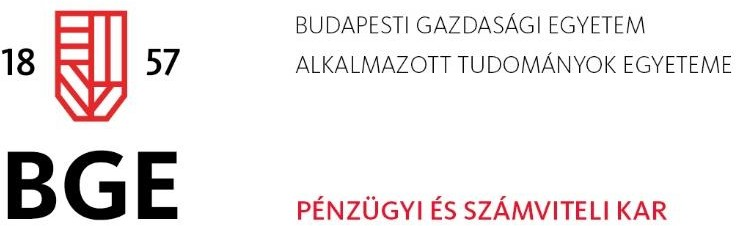 18 57
BGE
BUDAPESTI GAZDASÁGI EGYETEM
ALKALMAZOTT TUDOMÁNYOK EGYETEME
PÉNZÜGYI ÉS SZÁMVITELI KAR